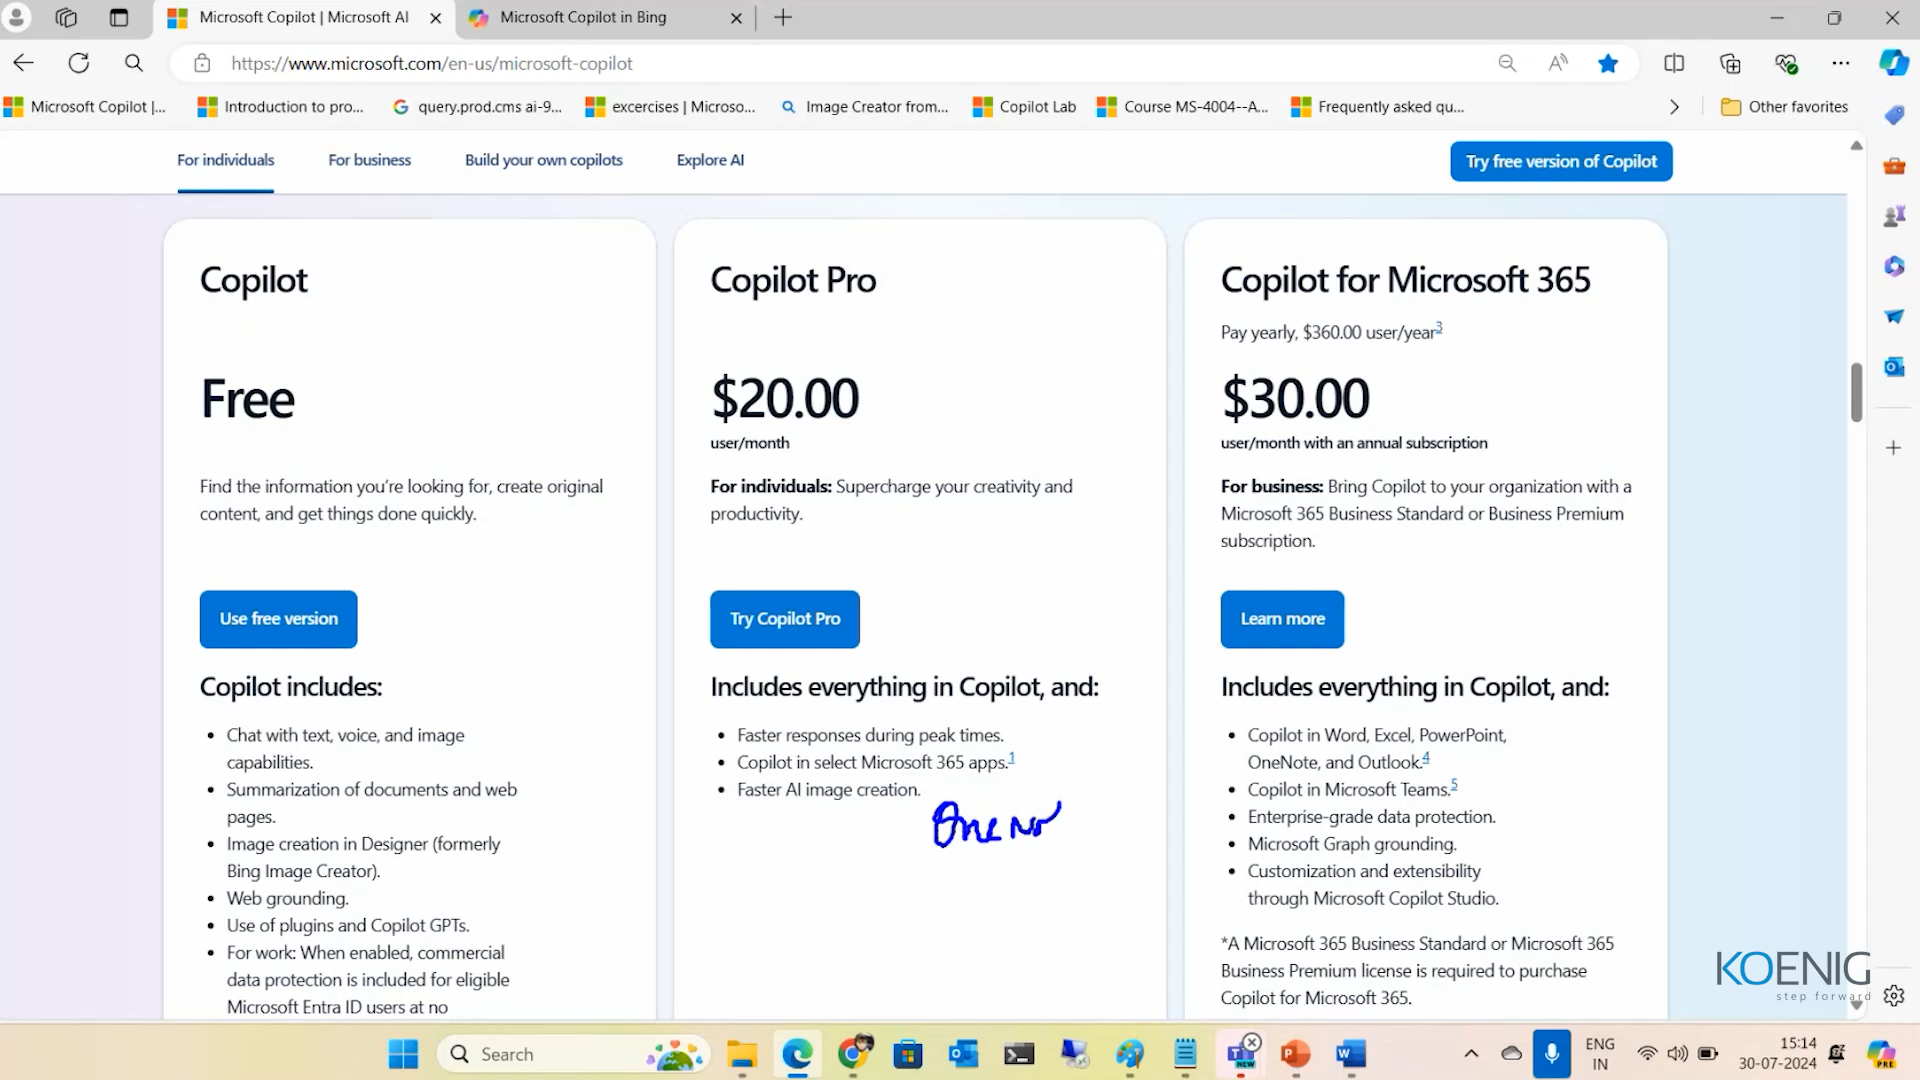 Microsoft Copilot | Microsoft AI
Microsoft Copilot in Bing
https://www.microsoft.com/en-us/microsoft-copilot
Microsoft Copilot |...
Introduction to pro...
query.prod.cms ai-9...
excercises | Microso...
Image Creator from...
Copilot Lab
Course MS-4004--A...
Frequently asked qu...
Other favorites
For individuals
For business
Build your own copilots
Explore AI
Try free version of Copilot
Copilot
Free
Find the information you're looking for, create original
content, and get things done quickly.
Use free version
Copilot includes:
• Chat with text, voice, and image
capabilities.
• Summarization of documents and web
pages.
• Image creation in Designer (formerly
Bing Image Creator).
• Web grounding.
• Use of plugins and Copilot GPTs.
• For work: When enabled, commercial
data protection is included for eligible
Microsoft Entra ID users at no
Copilot Pro
$20.00
user/month
For individuals: Supercharge your creativity and
productivity.
Try Copilot Pro
Includes everything in Copilot, and:
• Faster responses during peak times.
• Copilot in select Microsoft 365 apps.1
• Faster AI image creation.
One No
Copilot for Microsoft 365
Pay yearly, $360.00 user/year3
$30.00
user/month with an annual subscription
For business: Bring Copilot to your organization with a
Microsoft 365 Business Standard or Business Premium
subscription.
Learn more
Includes everything in Copilot, and:
• Copilot in Word, Excel, PowerPoint,
OneNote, and Outlook.4
• Copilot in Microsoft Teams.5
• Enterprise-grade data protection.
• Microsoft Graph grounding.
• Customization and extensibility
through Microsoft Copilot Studio.
*A Microsoft 365 Business Standard or Microsoft 365
Business Premium license is required to purchase
Copilot for Microsoft 365.
KOENIG
step forward
Search
ENG
IN
15:14
30-07-2024